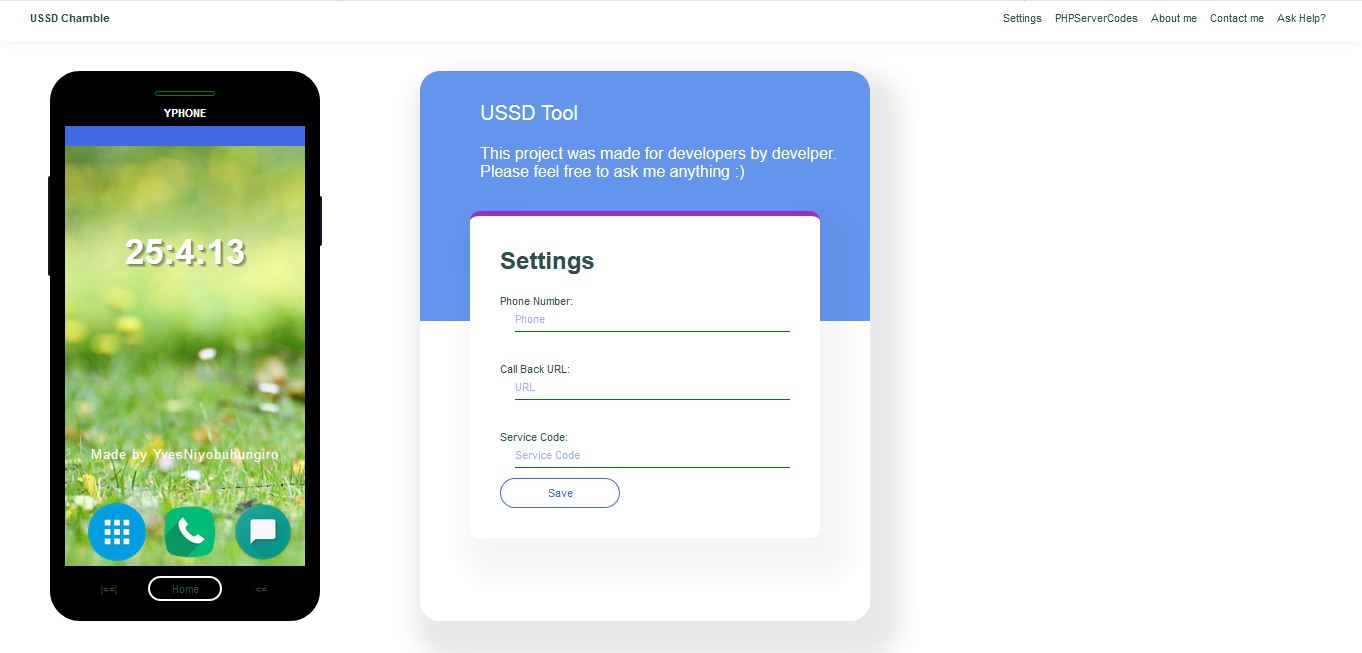 USSD Chamble
Settings PHPServerCodes About me Contact me Ask Help?
YPHONE
25:4:13
Made by YvesNiyobuhungiro
|==| Home <=
USSD Tool
This project was made for developers by develper.
Please feel free to ask me anything :)
Settings
Phone Number:
Phone
Call Back URL:
URL
Service Code:
Service Code
Save